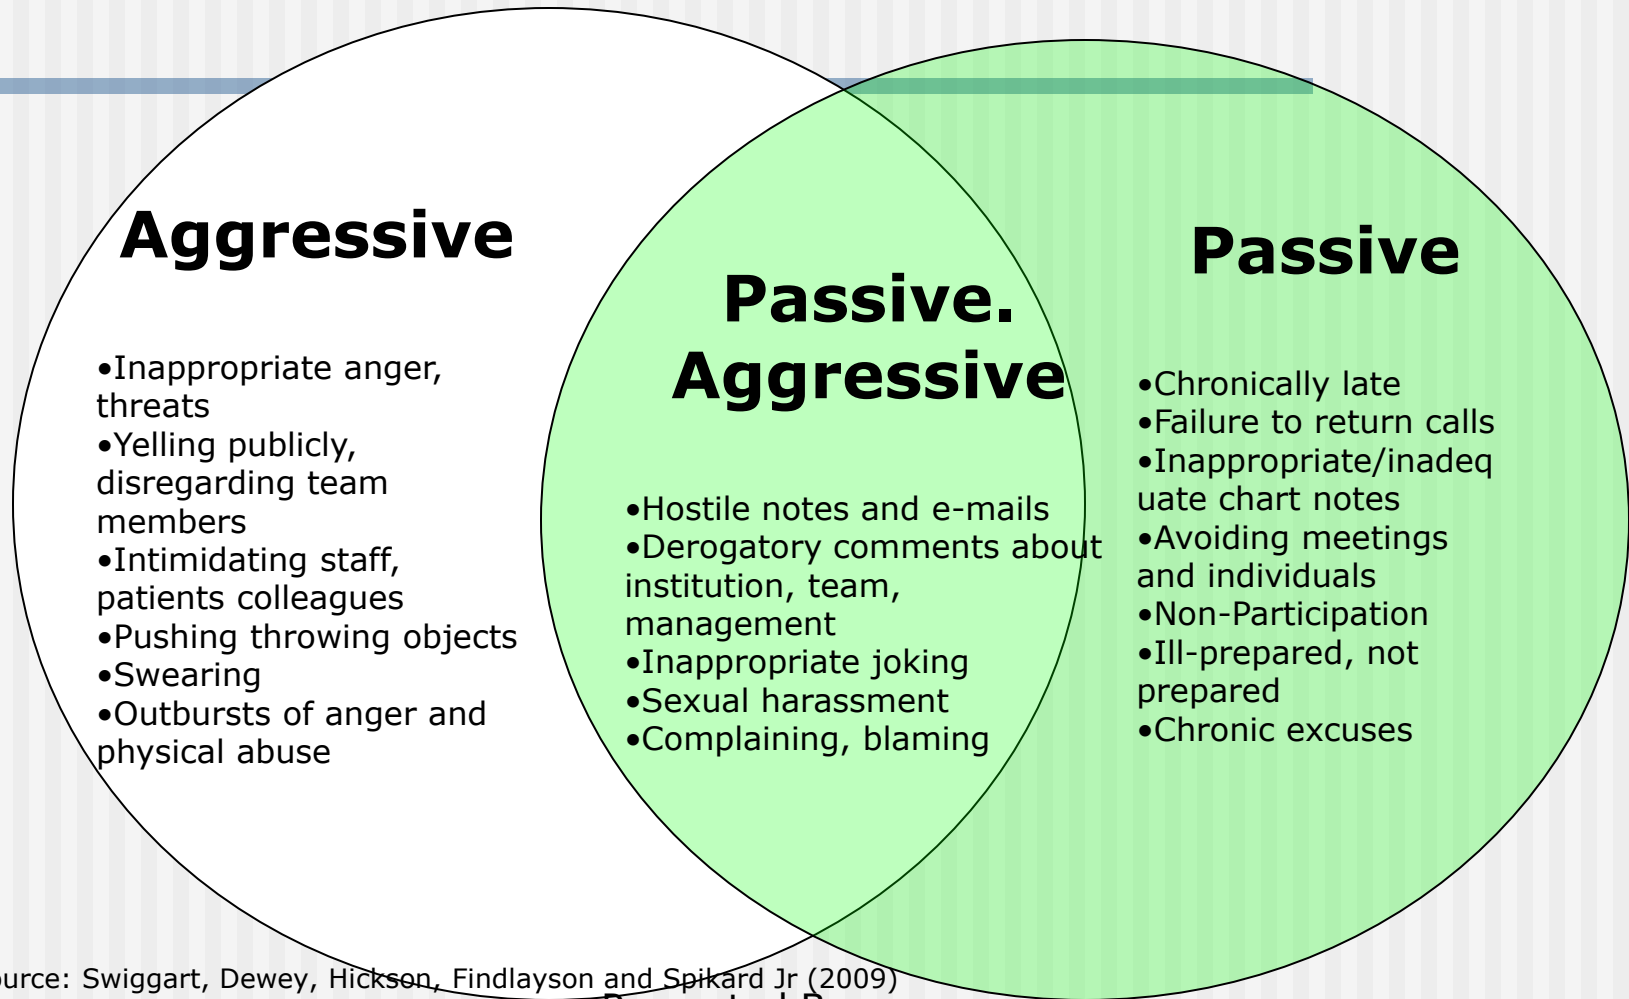 Aggressive
•Inappropriate anger,
threats
•Yelling publicly,
disregarding team
members
•Intimidating staff,
patients colleagues
•Pushing throwing objects
•Swearing
•Outbursts of anger and
physical abuse
Passive.
Aggressive
•Hostile notes and e-mails
•Derogatory comments about
institution, team,
management
•Inappropriate joking
•Sexual harassment
•Complaining, blaming
Passive
•Chronically late
•Failure to return calls
•Inappropriate/inadeq
uate chart notes
•Avoiding meetings
and individuals
•Non-Participation
•Ill-prepared, not
prepared
•Chronic excuses
ource: Swiggart, Dewey, Hickson, Findlayson and Spikard Jr (2009)